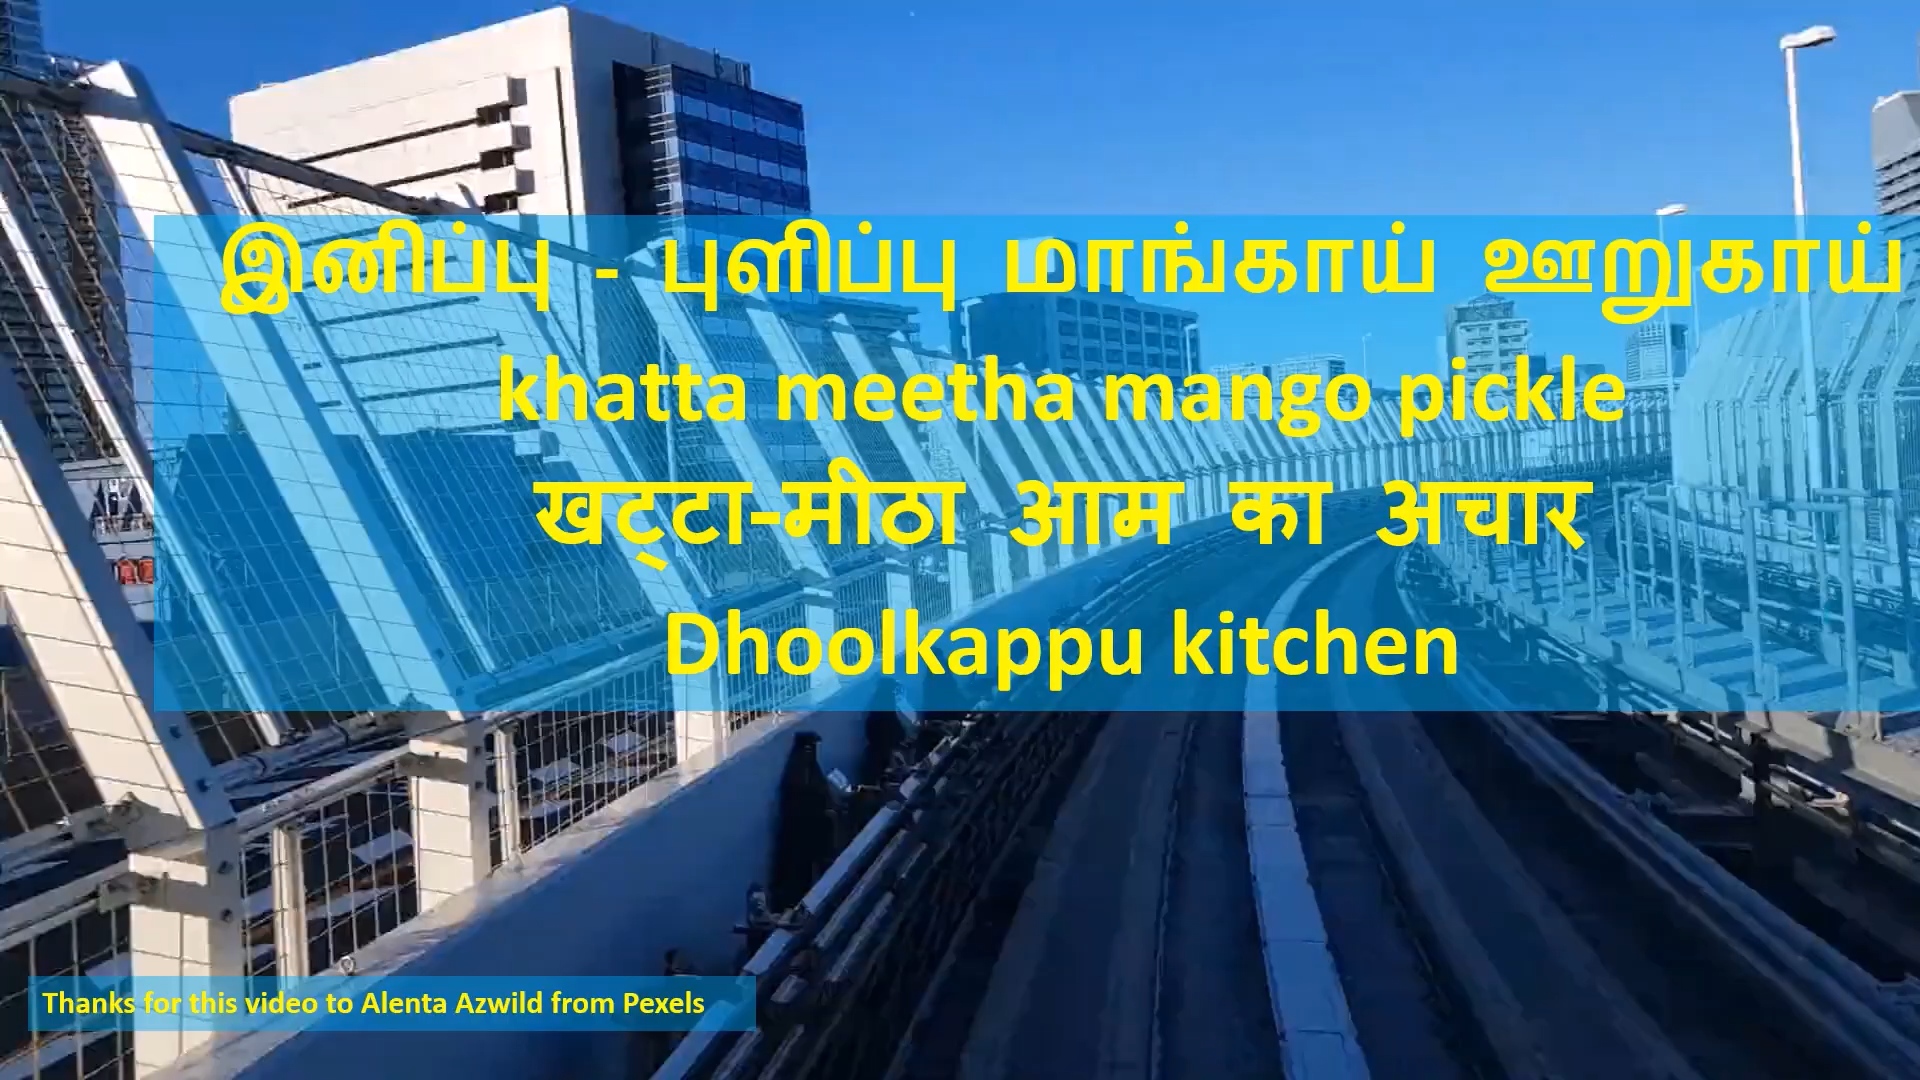 இனிப்பு - புளிப்பு மாங்காய் ஊறுகாய்
khatta meetha mango pickle
खट्टा-मीठा आम का अचार
Dhoolkappu kitchen
Thanks for this video to Alenta Azwild from Pexels